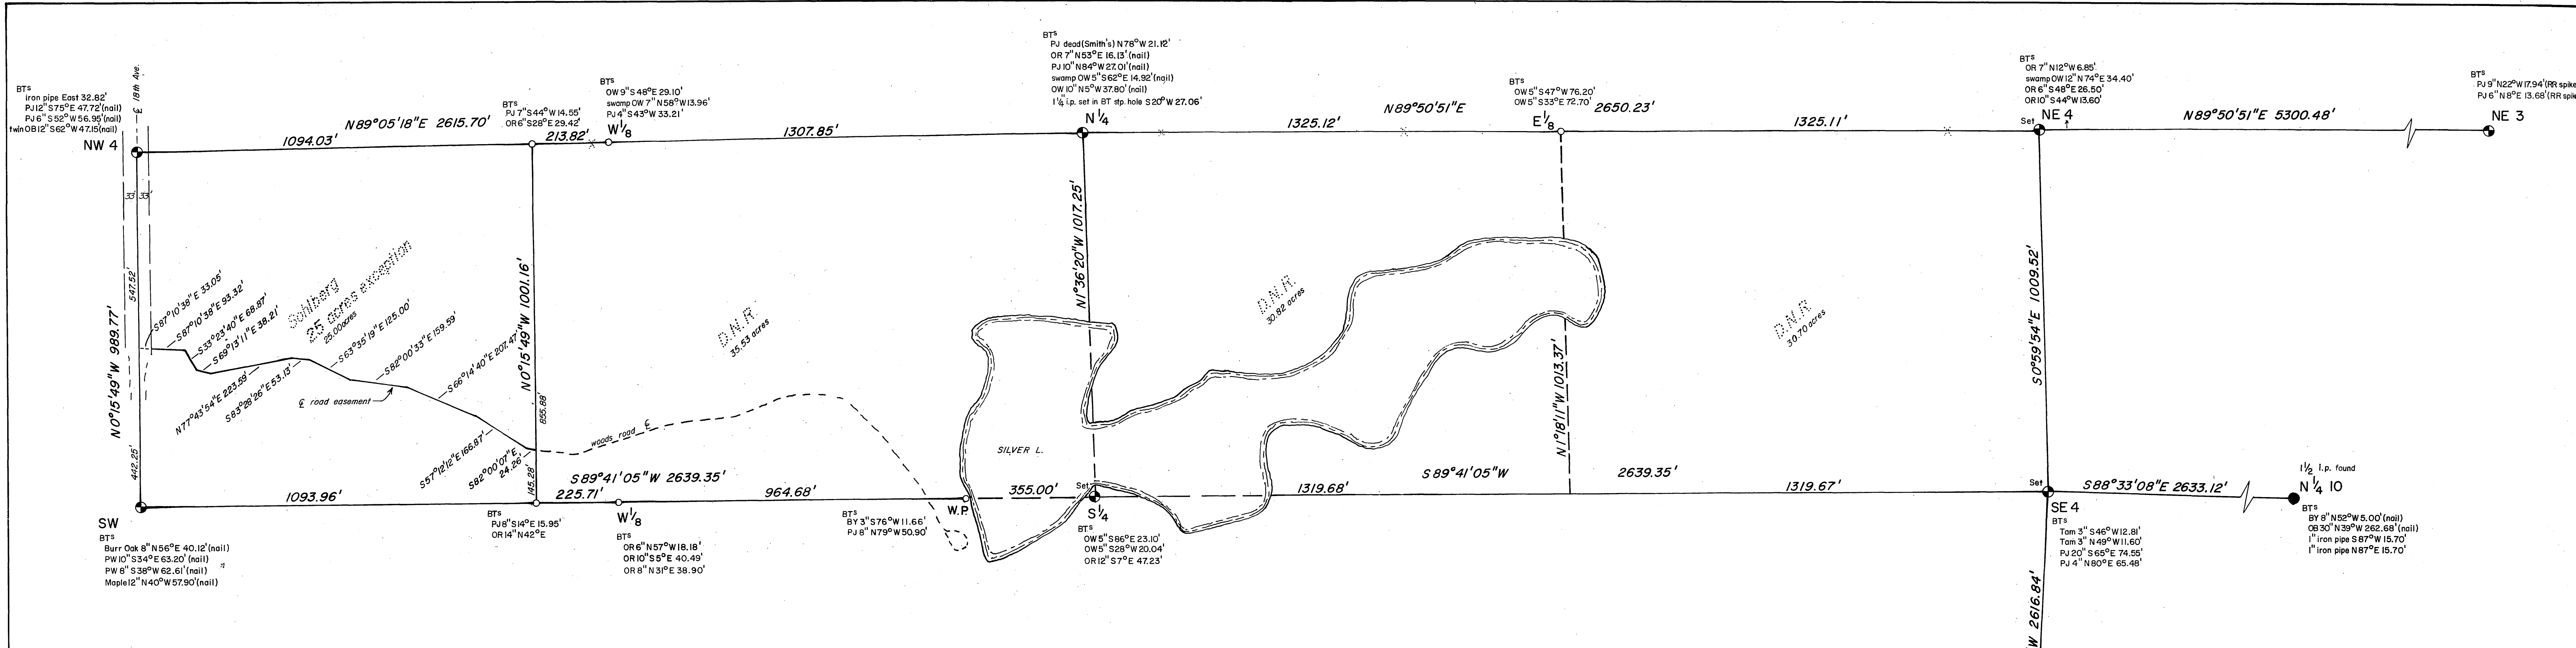 BTS
iron pipe East 32.82'
PJ 12" S75°E 47.72'(nail)
PJ 6" S52°W 56.95'(nail)
twin OB 12" S62°W 47.15'(nail)
NW 4
℄ 18th Ave.
N89°05'18"E 2615.70'
1094.03'
BTS
PJ 7" S44°W 14.55'
OR 6" S28°E 29.42'
213.82'
BTS
OW 9" S48°E 29.10'
swamp OW 7" N58°W 13.96'
PJ 4" S43°W 33.21'
W 1/8
1307.85'
BTS
PJ dead (Smith's) N78°W 21.12'
OR 7" N53°E 16.13'(nail)
PJ 10" N84°W 27.01'(nail)
swamp OW 5" S62°E 14.92'(nail)
OW 10" N5°W 37.80'(nail)
1 1/4 i.p. set in BT stp. hole S20°W 27.06'
N 1/4
1325.12'
N89°50'51"E
2650.23'
BTS
OW 5" S47°W 76.20'
OW 5" S33°E 72.70'
E 1/8
1325.11'
BTS
OR 7" N12°W 6.85'
swamp OW 12" N74°E 34.40'
OR 6" S48°E 26.50'
OR 10" S44°W 13.60'
Set
NE 4
N89°50'51"E 5300.48'
BTS
PJ 9" N22°W 17.94'(RR spike
PJ 6" N8°E 13.68'(RR spike
NE 3
33'
33'
547.52'
N0°15'49"W 989.77'
442.25'
S87°10'38"E 33.05'
S87°10'38"E 93.32'
S33°23'40"E 68.87'
S69°13'11"E 38.21'
N77°43'54"E 223.59'
S83°28'26"E 53.13'
S63°35'19"E 125.00'
S82°00'33"E 159.59'
S66°14'40"E 207.47'
S57°12'12"E 166.87'
S82°00'07"E
24.26'
℄ road easement
Sohlberg
25 acres exception
25.00 acres
N0°15'49"W 1001.16'
855.88'
145.28'
woods road ℄
D.N.R.
35.53 acres
SILVER L.
N1°36'20"W 1017.25'
D.N.R.
30.82 acres
N1°18'11"W 1013.37'
D.N.R.
30.70 acres
S0°59'54"E 1009.52'
SW
BTS
Burr Oak 8" N56°E 40.12'(nail)
PW 10" S34°E 63.20'(nail)
PW 8" S38°W 62.61'(nail)
Maple 12" N40°W 57.90'(nail)
1093.96'
BTS
PJ 8" S14°E 15.95'
OR 14" N42°E
S89°41'05"W 2639.35'
225.71'
W 1/8
BTS
OR 6" N57°W 18.18'
OR 10" S5°E 40.49'
OR 8" N31°E 38.90'
964.68'
BTS
BY 3" S76°W 11.66'
PJ 8" N79°W 50.90'
W.P.
355.00'
Set
S 1/4
BTS
OW 5" S86°E 23.10'
OW 5" S28°W 20.04'
OR 12" S7°E 47.23'
1319.68'
S89°41'05"W
2639.35'
1319.67'
Set
SE 4
BTS
Tam 3" S46°W 12.81'
Tam 3" N49°W 11.60'
PJ 20" S65°E 74.55'
PJ 4" N80°E 65.48'
S88°33'08"E 2633.12'
1 1/2 i.p. found
N 1/4 10
BTS
BY 8" N52°W 5.00'(nail)
OB 30" N39°W 262.68'(nail)
1" iron pipe S87°W 15.70'
1" iron pipe N87°E 15.70'
W 2616.84'